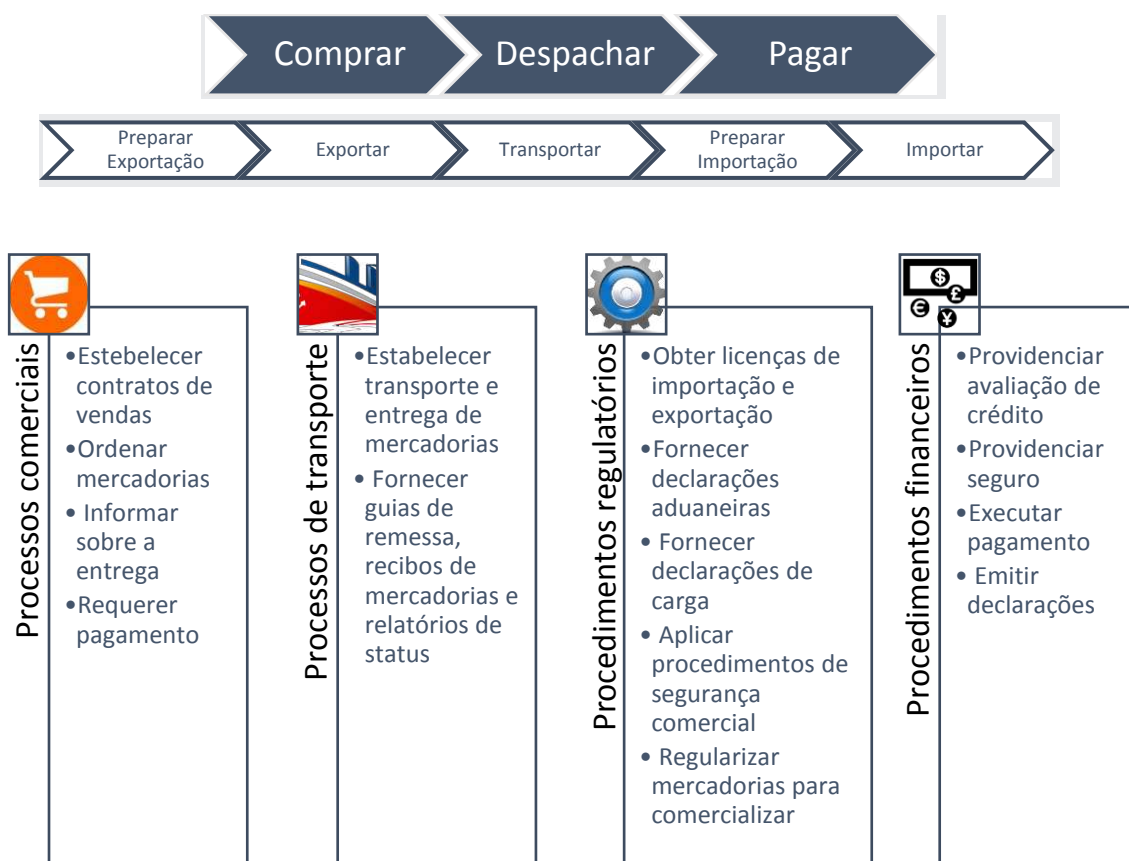 Comprar
Despachar
Pagar
Preparar
Exportação
Exportar
Transportar
Preparar
Importação
Importar
Processos comerciais
•Estebelecer
contratos de
vendas
•Ordenar
mercadorias
• Informar
sobre a
entrega
•Requerer
pagamento
Processos de transporte
•Estabelecer
transporte e
entrega de
mercadorias
• Fornecer
guias de
remessa,
recibos de
mercadorias e
relatórios de
status
Procedimentos regulatórios
•Obter licenças de
importação e
exportação
•Fornecer
declarações
aduaneiras
• Fornecer
declarações de
carga
• Aplicar
procedimentos de
segurança
comercial
• Regularizar
mercadorias para
comercializar
$
£
€
¥
Procedimentos financeiros
•Providenciar
avaliação de
crédito
•Providenciar
seguro
•Executar
pagamento
• Emitir
declarações